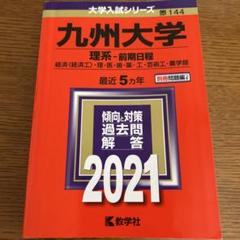 大学入試シリーズ 144
九州大学
理系-前期日程
経済〈経済工〉・理・医・歯・薬・工・芸術工・農学部
最近5カ年
別冊問題編
傾向と対策
過去問
解答
2021
教学社